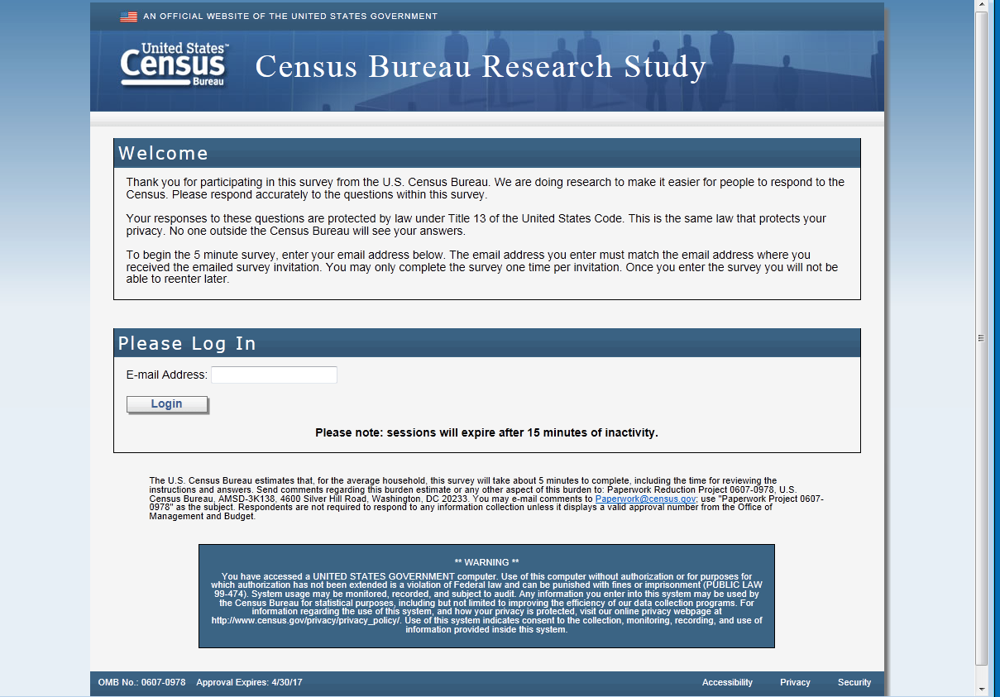 AN OFFICIAL WEBSITE OF THE UNITED STATES GOVERNMENT
United States™
Census
Bureau
Census Bureau Research Study
Welcome
Thank you for participating in this survey from the U.S. Census Bureau. We are doing research to make it easier for people to respond to the
Census. Please respond accurately to the questions within this survey.
Your responses to these questions are protected by law under Title 13 of the United States Code. This is the same law that protects your
privacy. No one outside the Census Bureau will see your answers.
To begin the 5 minute survey, enter your email address below. The email address you enter must match the email address where you
received the emailed survey invitation. You may only complete the survey one time per invitation. Once you enter the survey you will not be
able to reenter later.
Please Log In
E-mail Address:
Login
Please note: sessions will expire after 15 minutes of inactivity.
The U.S. Census Bureau estimates that, for the average household, this survey will take about 5 minutes to complete, including the time for reviewing the
instructions and answers. Send comments regarding this burden estimate or any other aspect of this burden to: Paperwork Reduction Project 0607-0978, U.S.
Census Bureau, AMSD-3K138, 4600 Silver Hill Road, Washington, DC 20233. You may e-mail comments to Paperwork@census.gov; use "Paperwork Project 0607-
0978" as the subject. Respondents are not required to respond to any information collection unless it displays a valid approval number from the Office of
Management and Budget.
** WARNING **
You have accessed a UNITED STATES GOVERNMENT computer. Use of this computer without authorization or for purposes for
which authorization has not been extended is a violation of Federal law and can be punished with fines or imprisonment (PUBLIC LAW
99-474). System usage may be monitored, recorded, and subject to audit. Any information you enter into this system may be used by
the Census Bureau for statistical purposes, including but not limited to improving the efficiency of our data collection programs. For
information regarding the use of this system, and how your privacy is protected, visit our online privacy webpage at
http://www.census.gov/privacy/privacy_policy/. Use of this system indicates consent to the collection, monitoring, recording, and use of
information provided inside this system.
OMB No.: 0607-0978 Approval Expires: 4/30/17 Accessibility Privacy Security